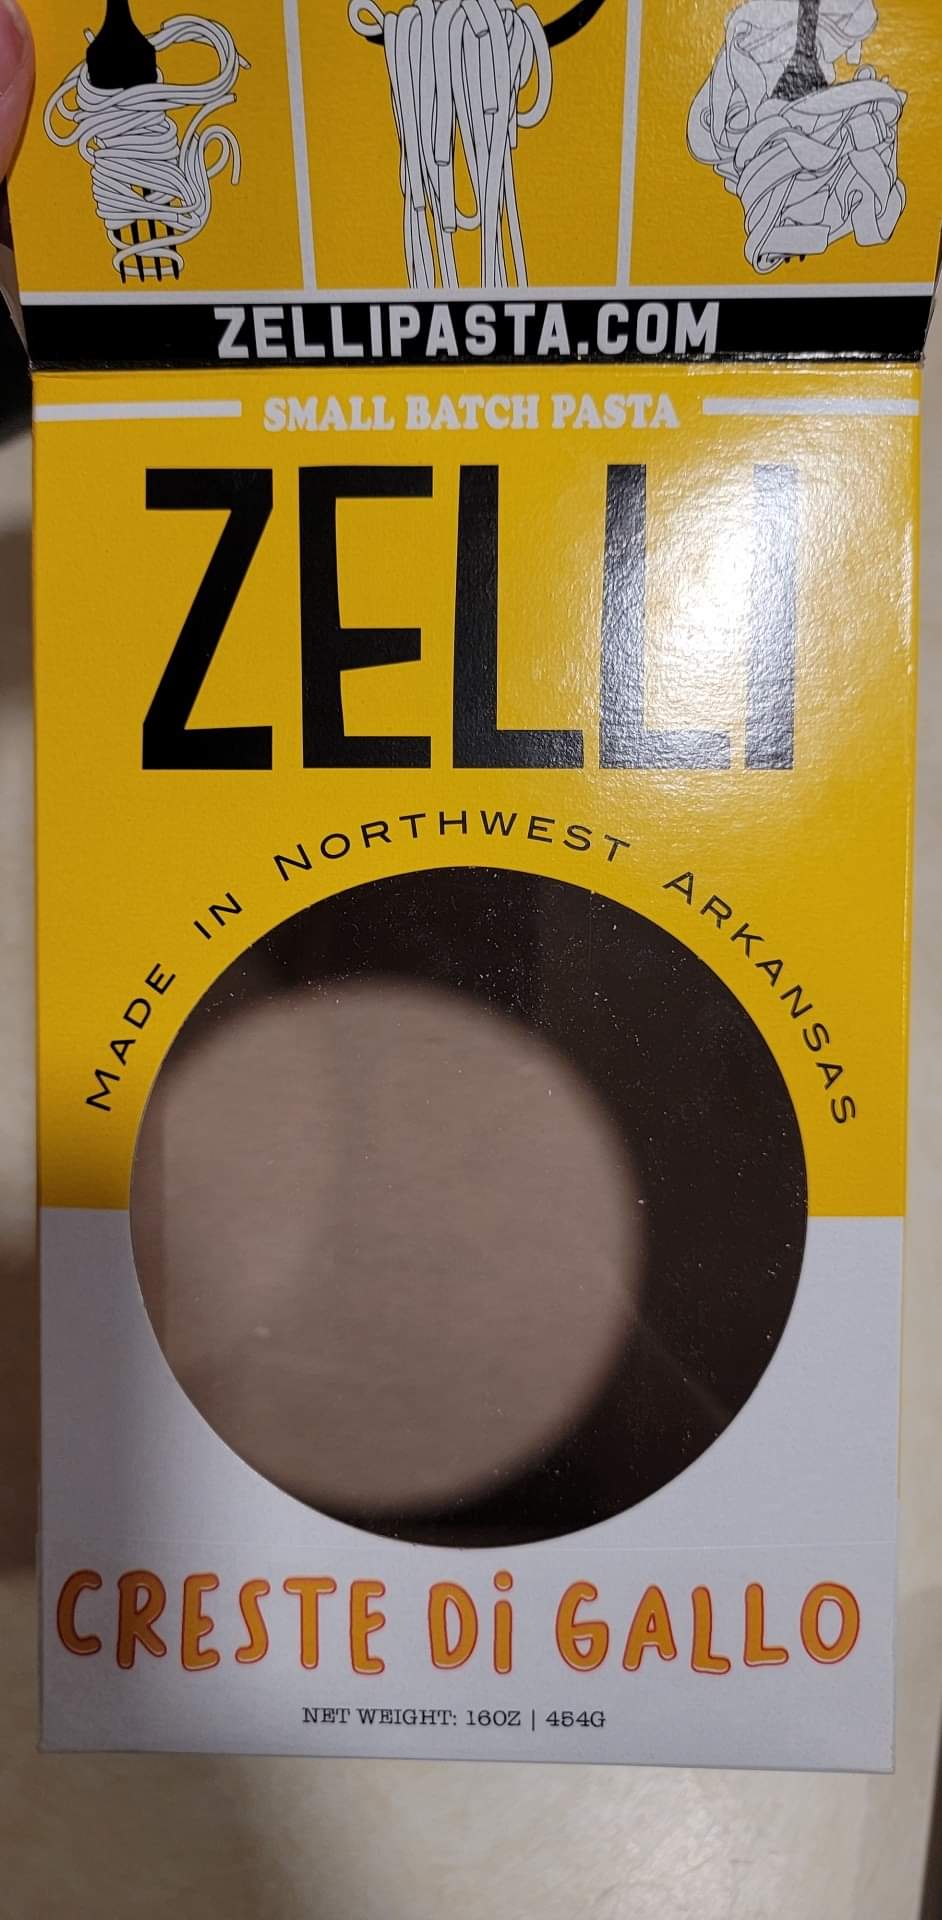 ZELLIPASTA.COM
SMALL BATCH PASTA
ZELLI
MADE IN NORTHWEST ARKANSAS
CRESTE Di GALLO
NET WEIGHT: 16OZ | 454G